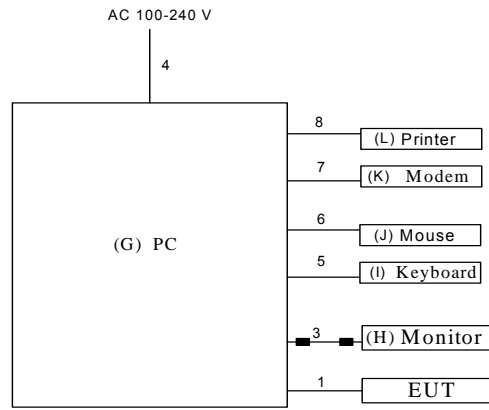 AC 100-240 V
4
8
(L) Printer
7
(K) Modem
(G) PC
6
(J) Mouse
5
(I) Keyboard
3
(H) Monitor
1
EUT